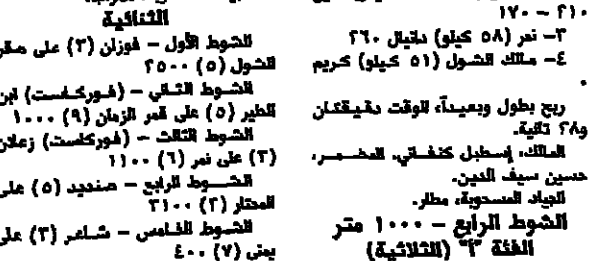 ٢١٠ – ١٧٠
٣– نمر (٥٨ كيلو) دانيال ٢٦٠
٤– ملك الشول (٥١ كيلو) كريم
.
ربح بطول وبعيداً، الوقت دقيقتان
و٢٨ ثانية.
المالك، إسطبل كنفاني. المضمر،
حسين سيف الدين.
الجياد المسحوبة، مطار.
الشوط الرابع – ١٠٠٠ متر
الفئة "أ" (الثلاثية)
الثنائية
الشوط الأول – فوزان (٣) على صقر
الشول (٥) ٢٥٠٠
الشوط الثاني – (فوركاست) ابن
الطير (٥) على قمر الزمان (٩) ١٠٠٠
الشوط الثالث – (فوركاست) زعلان
(٣) على نمر (٦) ١١٠٠
الشوط الرابع – صنديد (٥) على
المحتار (٢) ٣١٠٠
الشوط الخامس – شاعر (٣) على
يمنى (٧) ٤٠٠